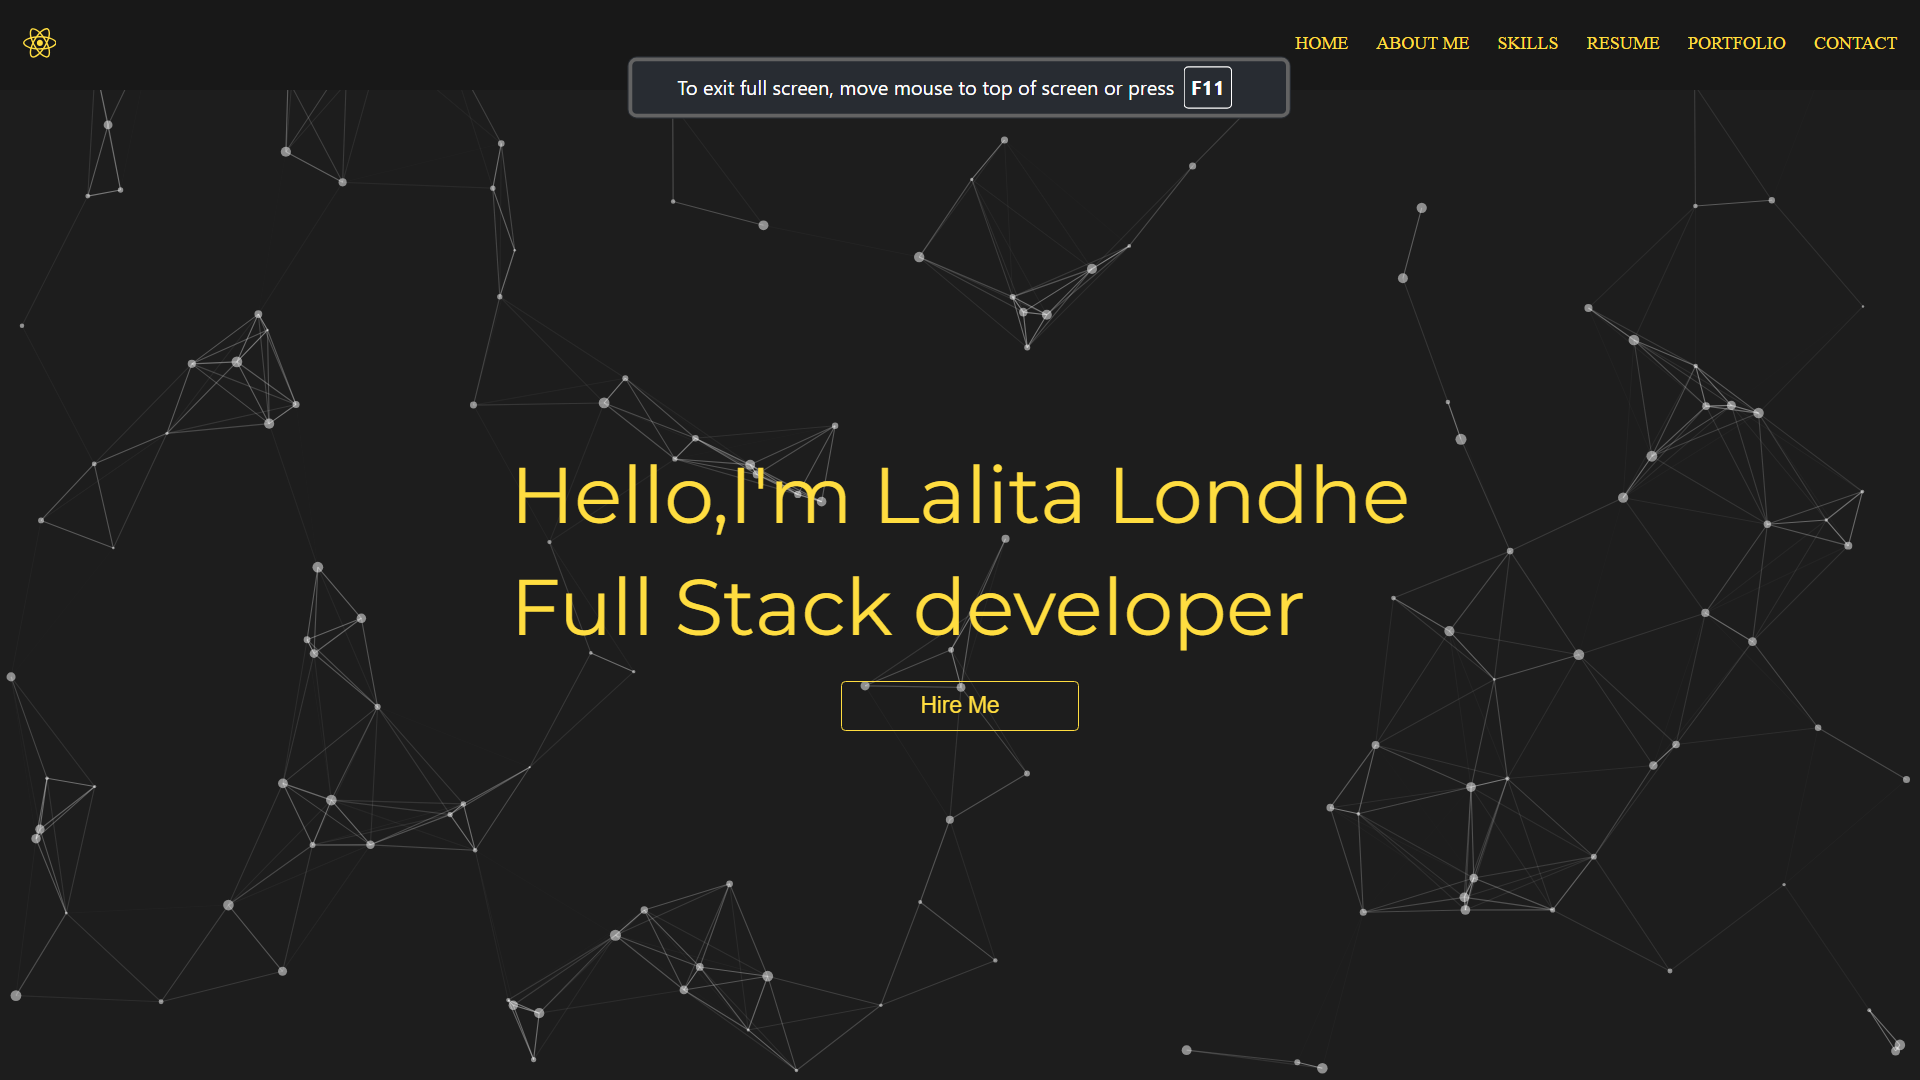 HOME ABOUT ME SKILLS RESUME PORTFOLIO CONTACT
To exit full screen, move mouse to top of screen or press F11
Hello,I'm Lalita Londhe
Full Stack developer
Hire Me